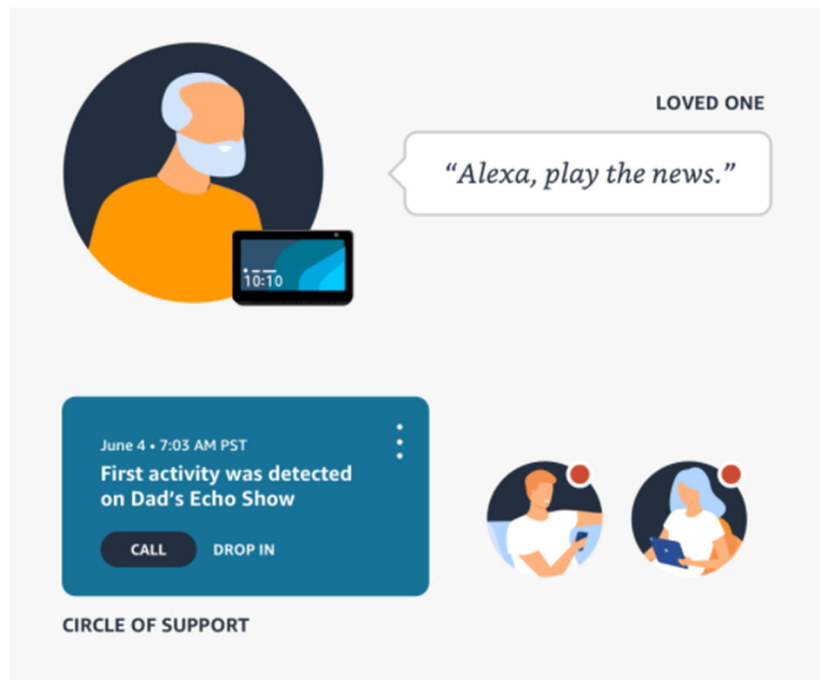 LOVED ONE
“Alexa, play the news.”
10:10
June 4 • 7:03 AM PST
First activity was detected
on Dad’s Echo Show
CALL DROP IN
CIRCLE OF SUPPORT